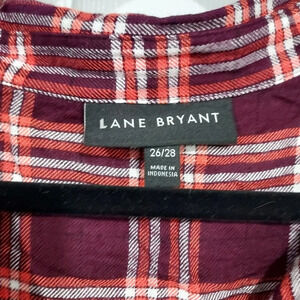 LANE BRYANT
26/28
MADE IN
INDONESIA